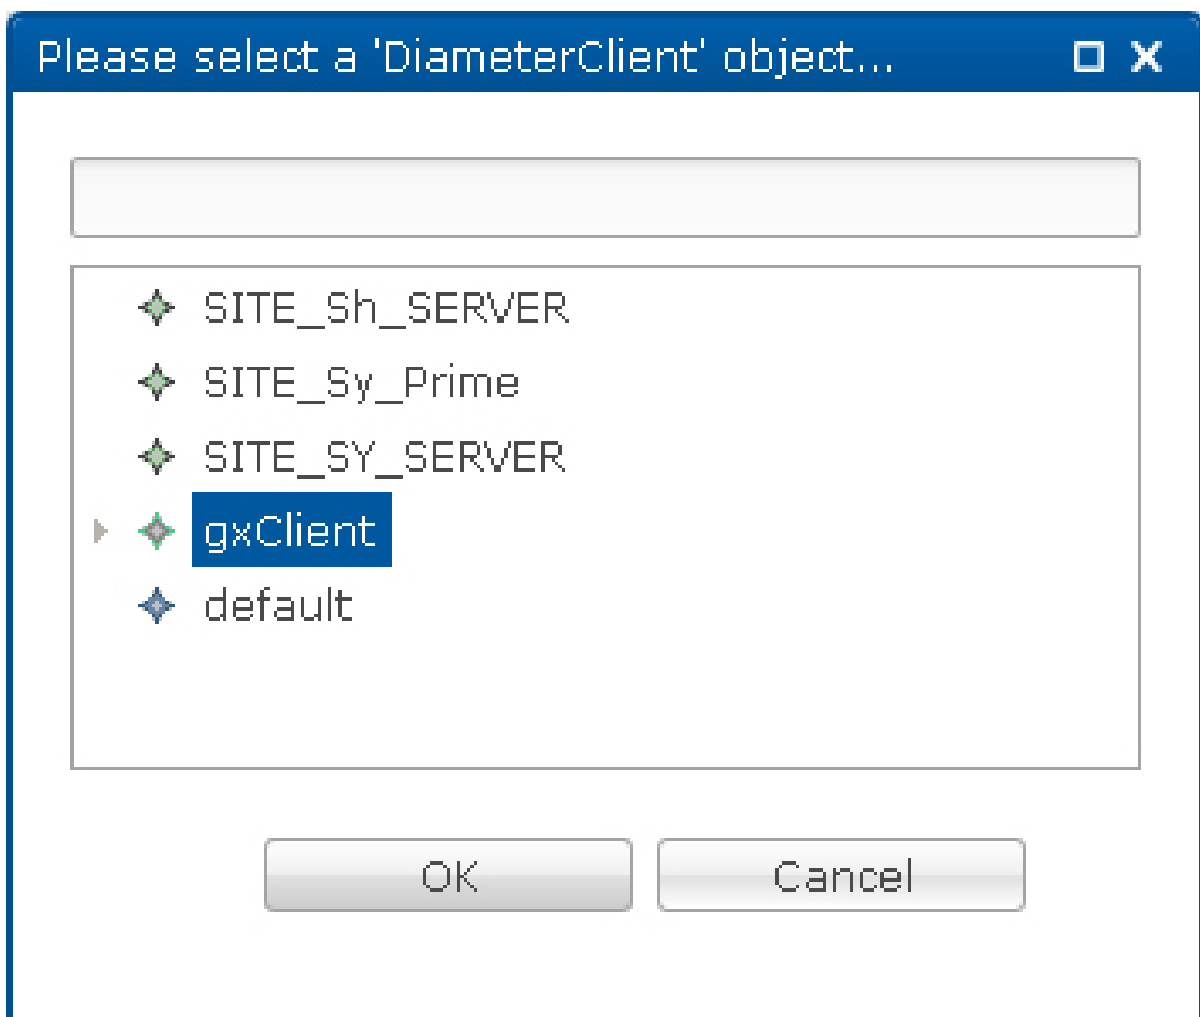 Please select a 'DiameterClient' object...
SITE_Sh_SERVER
SITE_Sy_Prime
SITE_SY_SERVER
gxClient
default
OK
Cancel